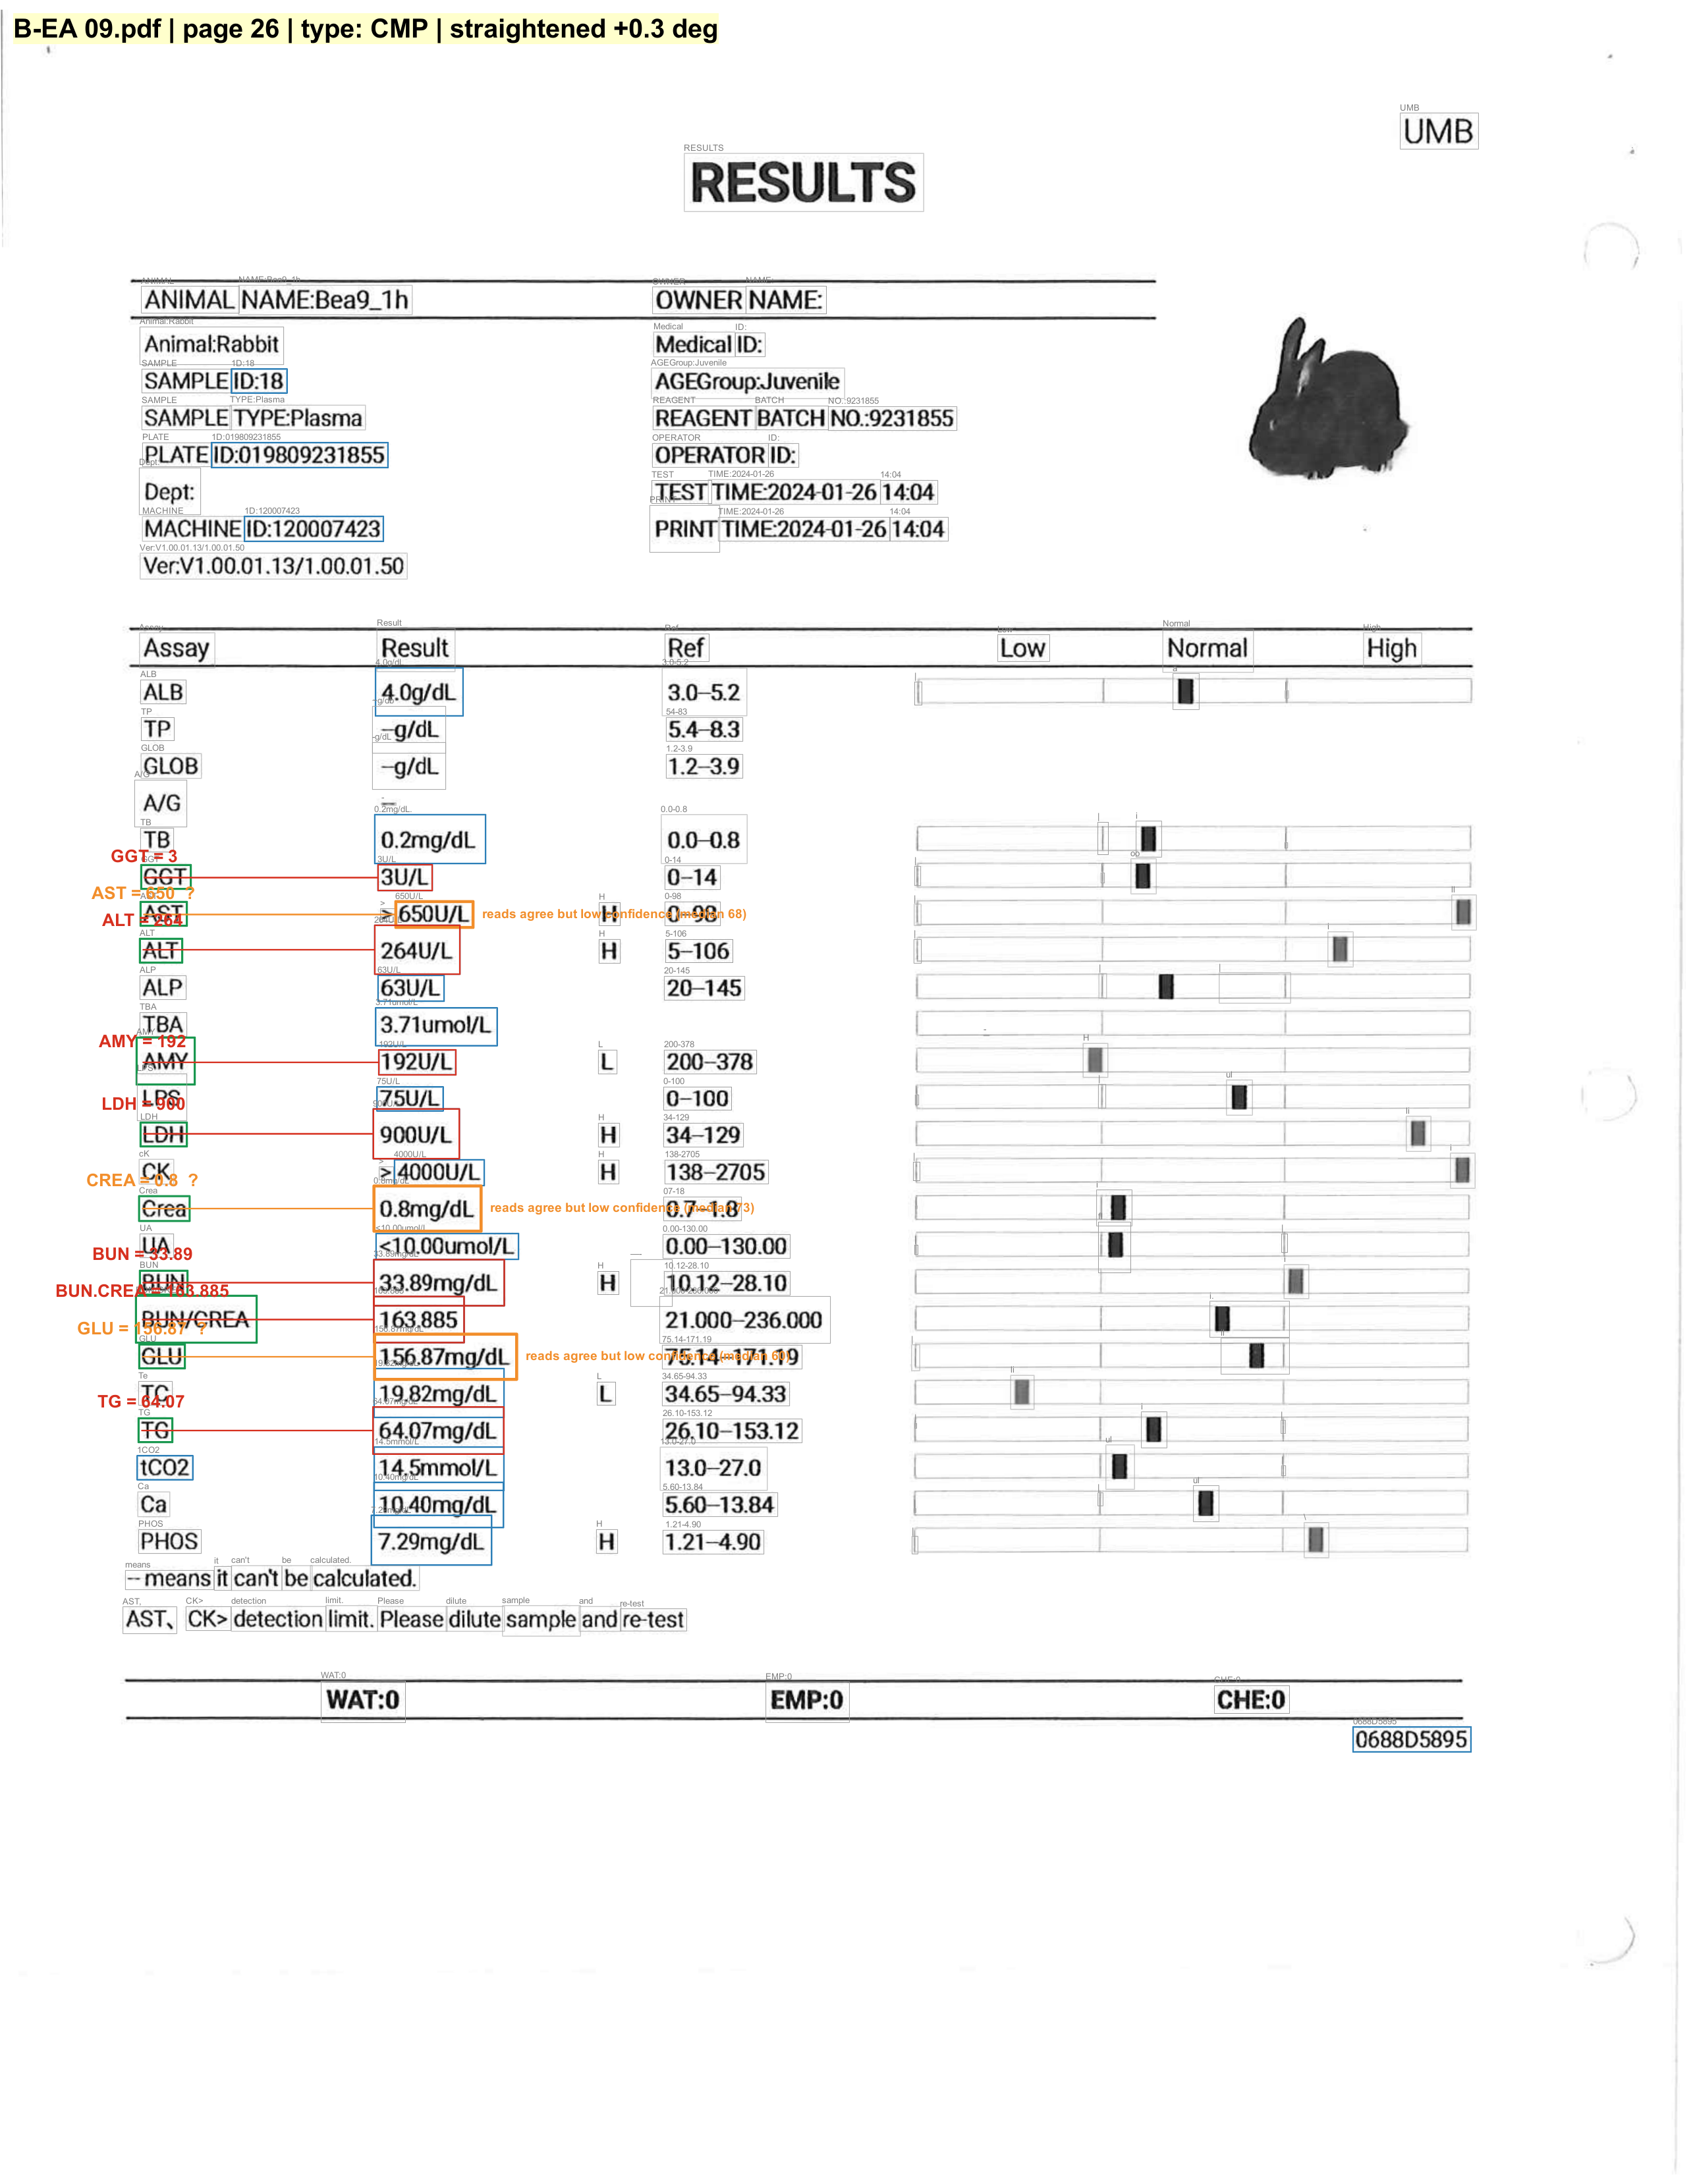 B-EA 09.pdf | page 26 | type: CMP | straightened +0.3 deg
UMB
RESULTS
ANIMAL NAME:Bea9_1h OWNER NAME:
Animal:Rabbit Medical ID:
SAMPLE ID:18 AGEGroup:Juvenile
SAMPLE TYPE:Plasma REAGENT BATCH NO.:9231855
PLATE ID:019809231855 OPERATOR ID:
Dept: TEST TIME:2024-01-26 14:04
MACHINE ID:120007423 PRINT TIME:2024-01-26 14:04
Ver:V1.00.01.13/1.00.01.50
Assay Result Ref Low Normal High
ALB 4.0g/dL 3.0–5.2
TP --g/dL 5.4–8.3
GLOB --g/dL 1.2–3.9
A/G --
TB 0.2mg/dL 0.0–0.8
GGT = 3
GGT 3U/L 0–14
AST = 650 ?
AST > 650U/L reads agree but low confidence (median 68) H 0–98
ALT = 264
ALT 264U/L H 5–106
ALP 63U/L 20–145
TBA 3.71umol/L
AMY = 192
AMY 192U/L L 200–378
LPS 75U/L 0–100
LDH = 900
LDH 900U/L H 34–129
CK > 4000U/L H 138–2705
CREA = 0.8 ?
Crea 0.8mg/dL reads agree but low confidence (median 73) 0.7–1.8
UA <10.00umol/L 0.00–130.00
BUN = 33.89
BUN 33.89mg/dL H 10.12–28.10
BUN.CREA = 163.885
BUN/CREA 163.885 21.000–236.000
GLU = 156.87 ?
GLU 156.87mg/dL reads agree but low confidence (median 60) 75.14–171.19
TC 19.82mg/dL L 34.65–94.33
TG = 64.07
TG 64.07mg/dL 26.10–153.12
tCO2 14.5mmol/L 13.0–27.0
Ca 10.40mg/dL 5.60–13.84
PHOS 7.29mg/dL H 1.21–4.90
-- means it can't be calculated.
AST、CK> detection limit. Please dilute sample and re-test
WAT:0 EMP:0 CHE:0
0688D5895